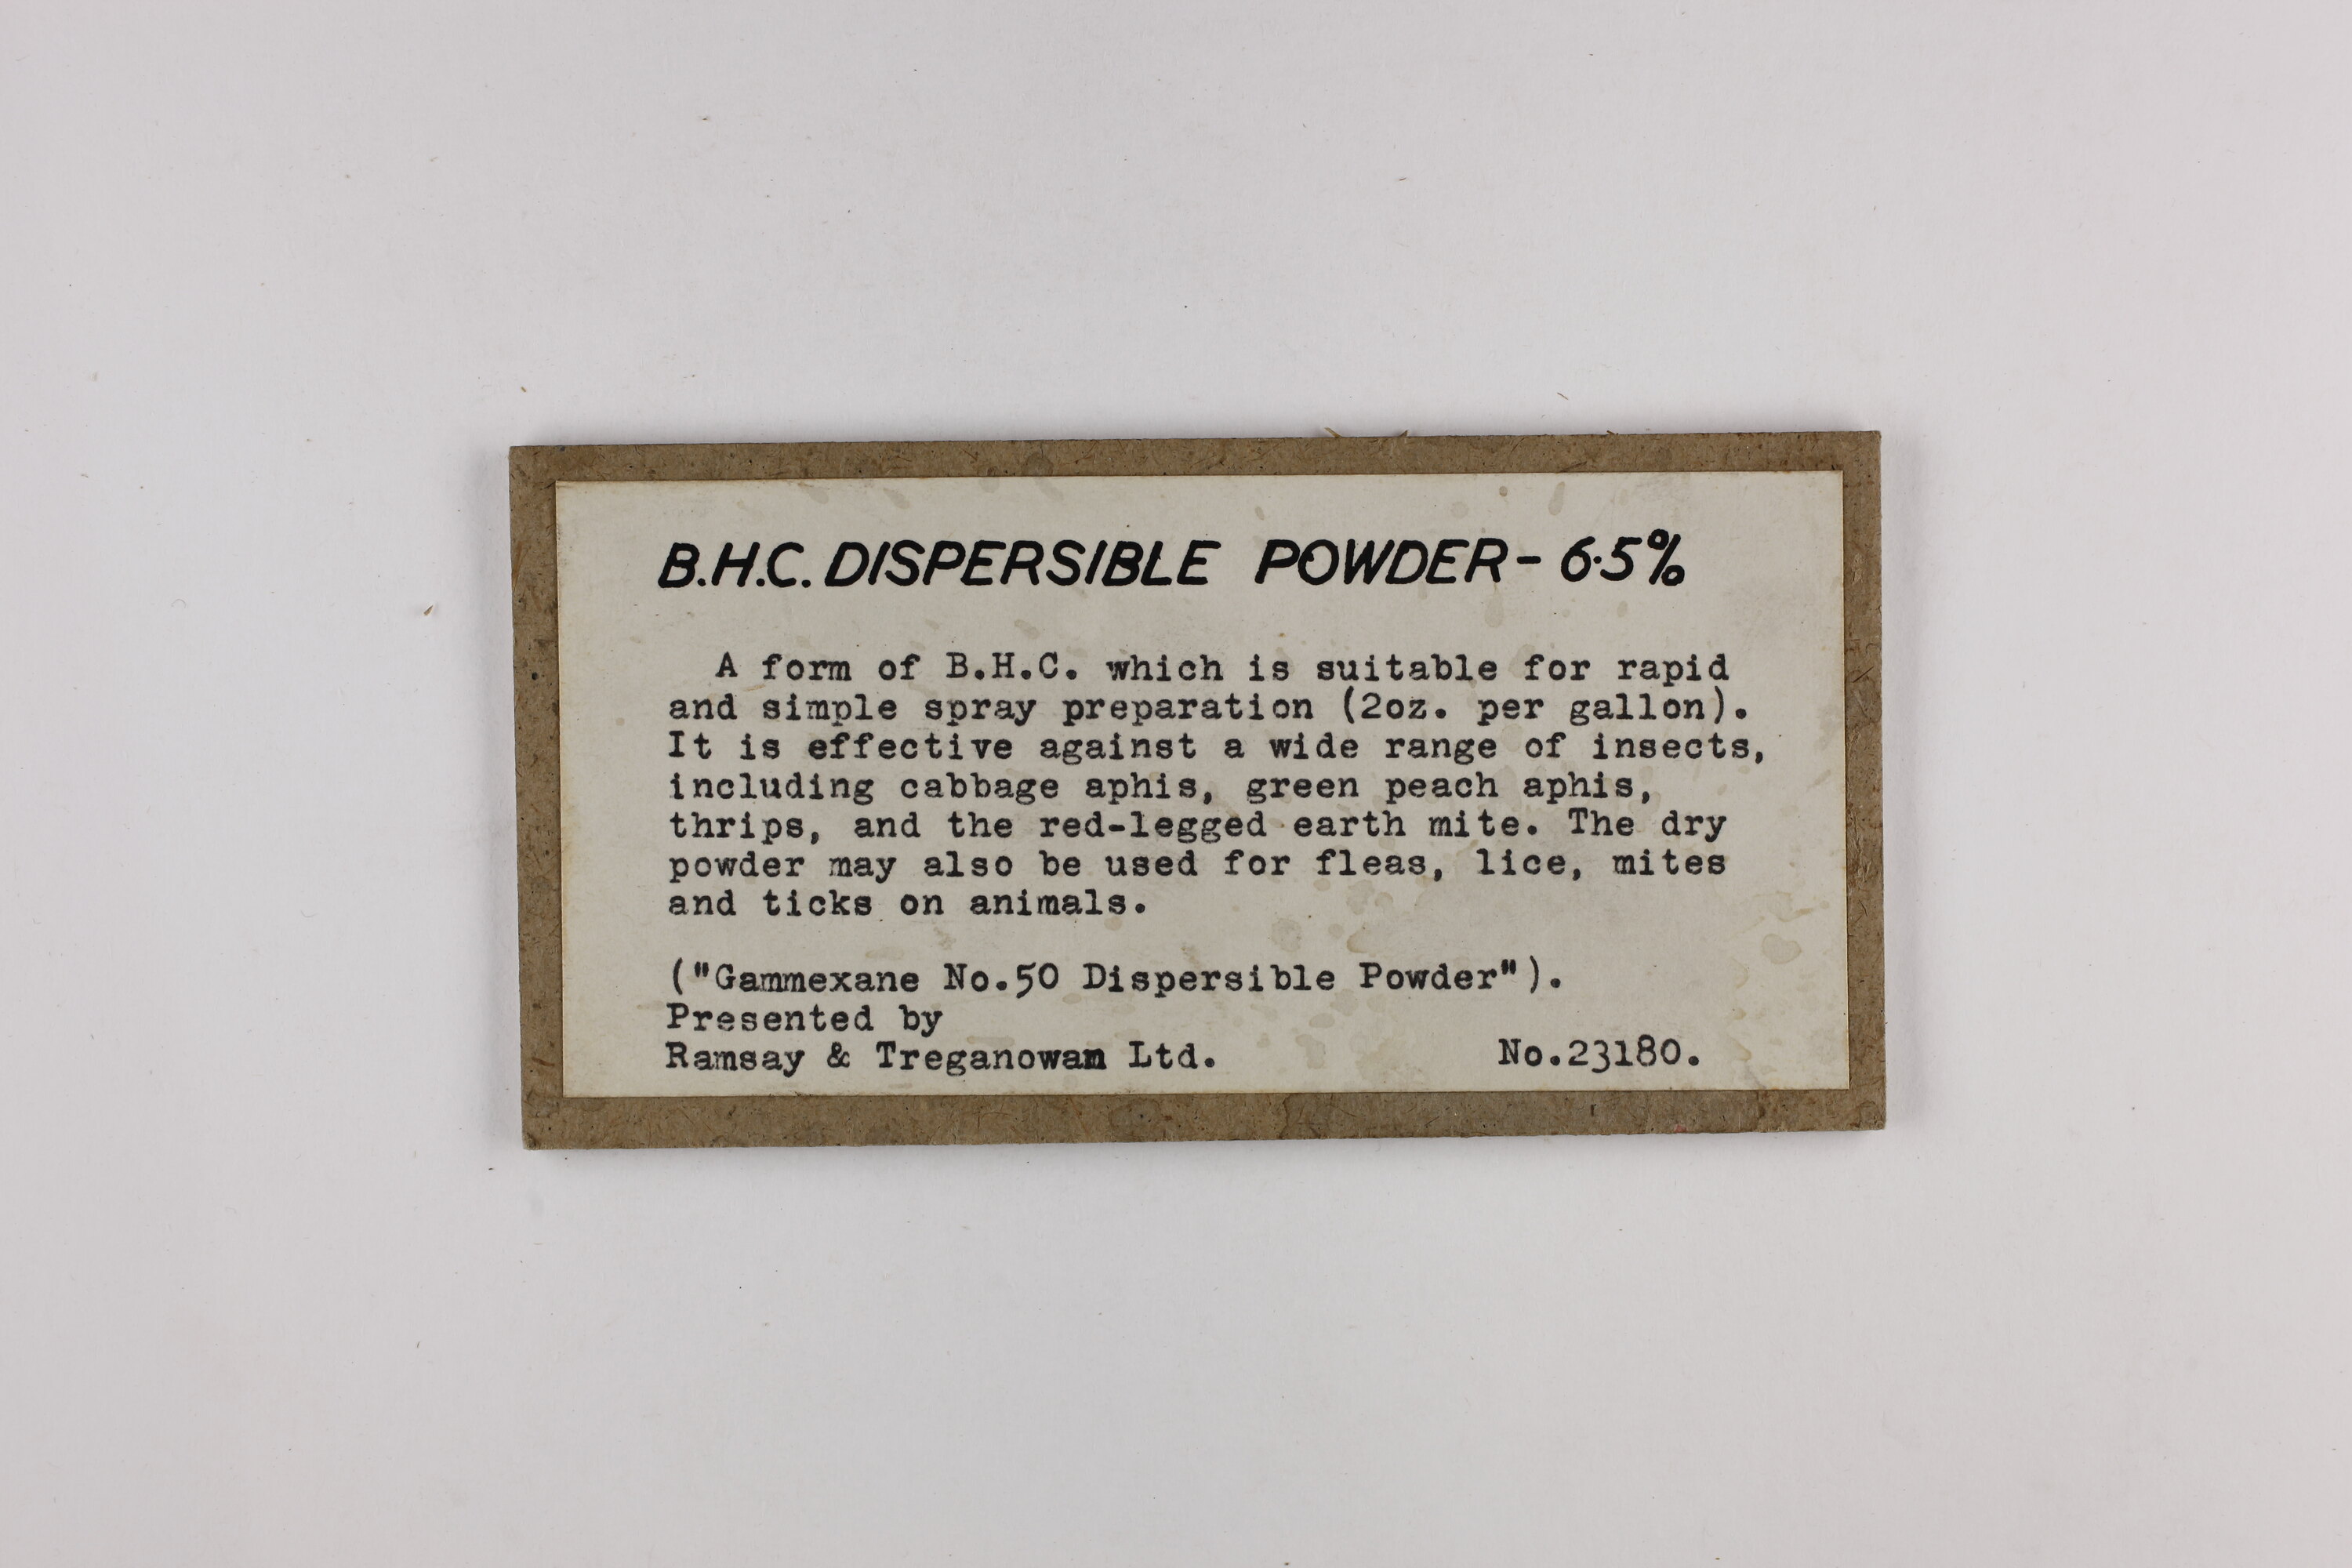 B.H.C. DISPERSIBLE POWDER - 6·5%
A form of B.H.C. which is suitable for rapid
and simple spray preparation (2oz. per gallon).
It is effective against a wide range of insects,
including cabbage aphis, green peach aphis,
thrips, and the red-legged earth mite. The dry
powder may also be used for fleas, lice, mites
and ticks on animals.
("Gammexane No.50 Dispersible Powder").
Presented by
Ramsay & Treganowan Ltd. No.23180.